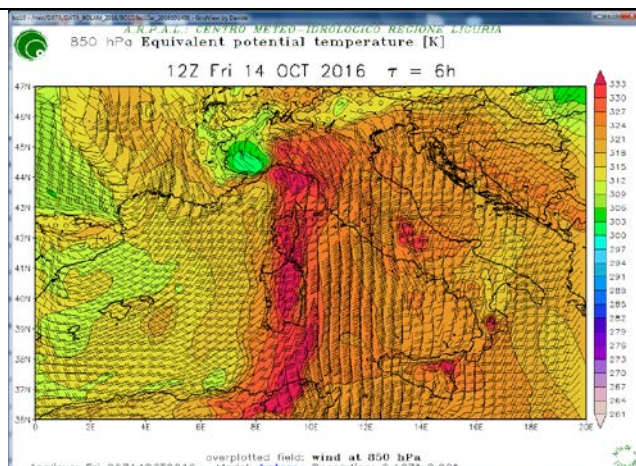 A.R.P.A.L.: CENTRO METEO-IDROLOGICO REGIONE LIGURIA
850 hPa Equivalent potential temperature [K]
12Z Fri 14 OCT 2016 τ = 6h
47N
46N
45N
44N
43N
42N
41N
40N
39N
38N
37N
36N
0
2E
4E
6E
8E
10E
12E
14E
16E
18E
20E
333
330
327
324
321
318
315
312
309
306
303
300
297
294
291
288
285
282
279
276
273
270
267
264
261
overplotted field: wind at 850 hPa